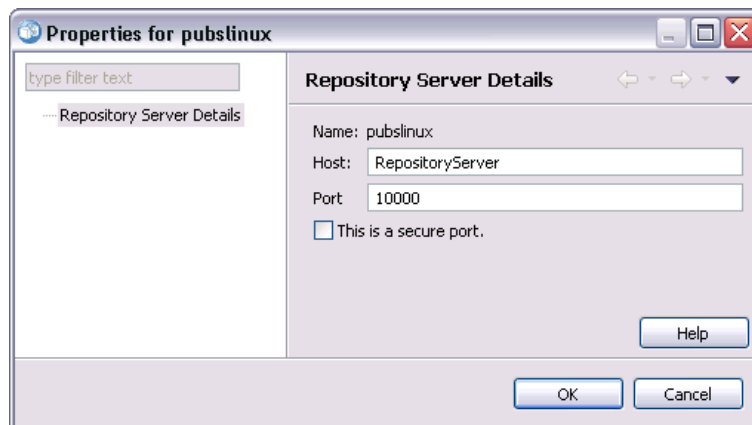 Properties for pubslinux
type filter text
Repository Server Details
Repository Server Details
Name: pubslinux
Host: RepositoryServer
Port 10000
This is a secure port.
Help
OK Cancel